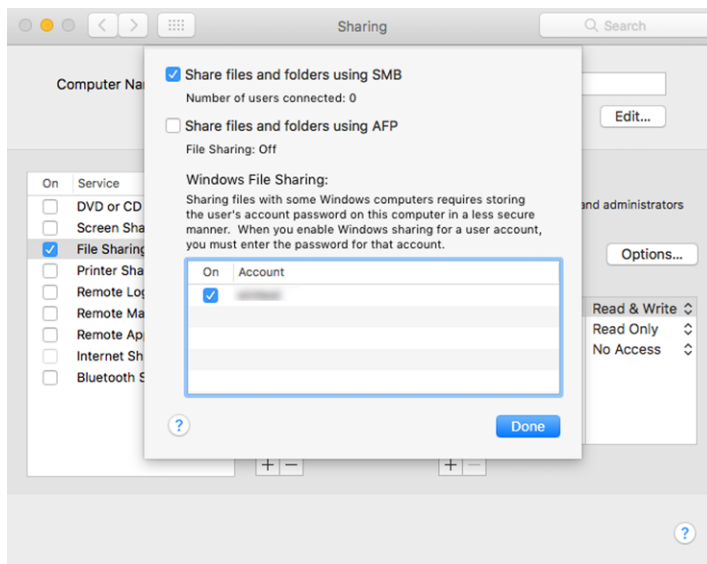 Sharing
Search
Computer Na
Edit...
Share files and folders using SMB
Number of users connected: 0
Share files and folders using AFP
File Sharing: Off
Windows File Sharing:
Sharing files with some Windows computers requires storing
the user's account password on this computer in a less secure
manner. When you enable Windows sharing for a user account,
you must enter the password for that account.
On Account
?
Done
On Service
DVD or CD
Screen Sha
File Sharing
Printer Sha
Remote Log
Remote Ma
Remote Ap
Internet Sh
Bluetooth S
and administrators
Options...
Read & Write
Read Only
No Access
+ −
+ −
?